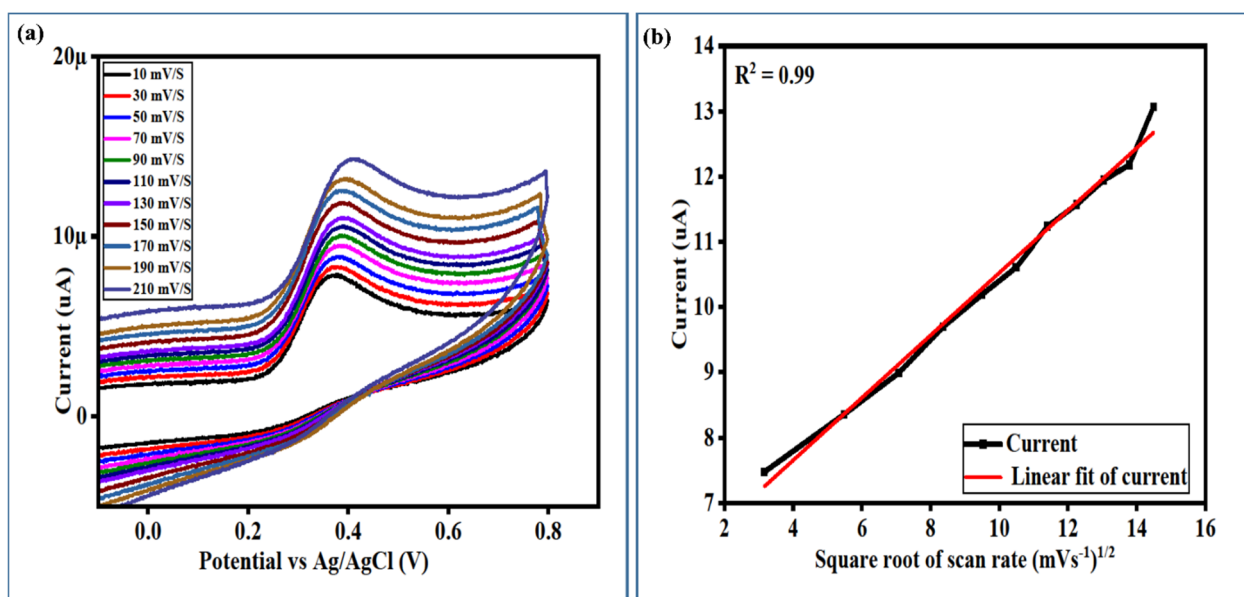 (a)
20μ
10μ
0
Current (uA)
10 mV/S
30 mV/S
50 mV/S
70 mV/S
90 mV/S
110 mV/S
130 mV/S
150 mV/S
170 mV/S
190 mV/S
210 mV/S
0.0 0.2 0.4 0.6 0.8
Potential vs Ag/AgCl (V)
(b)
R² = 0.99
14
13
12
11
10
9
8
7
Current (uA)
Current
Linear fit of current
2 4 6 8 10 12 14 16
Square root of scan rate (mVs⁻¹)¹/²